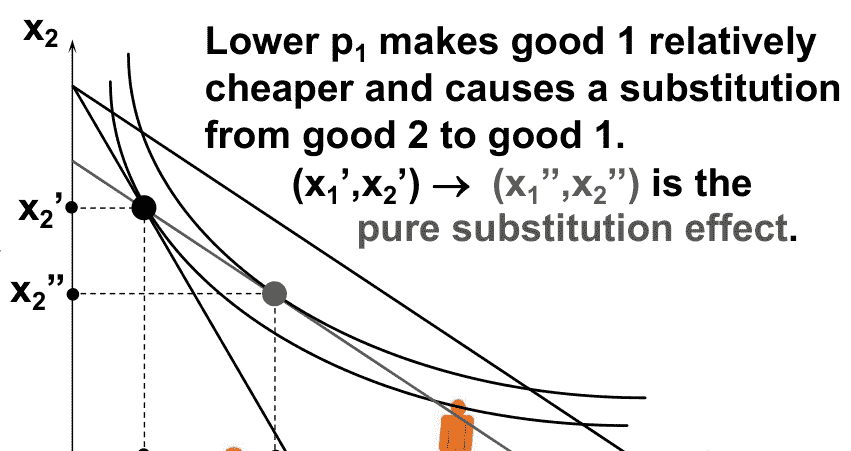 x₂
Lower p₁ makes good 1 relatively
cheaper and causes a substitution
from good 2 to good 1.
(x₁’,x₂’) → (x₁”,x₂”) is the
pure substitution effect.
x₂’
x₂”